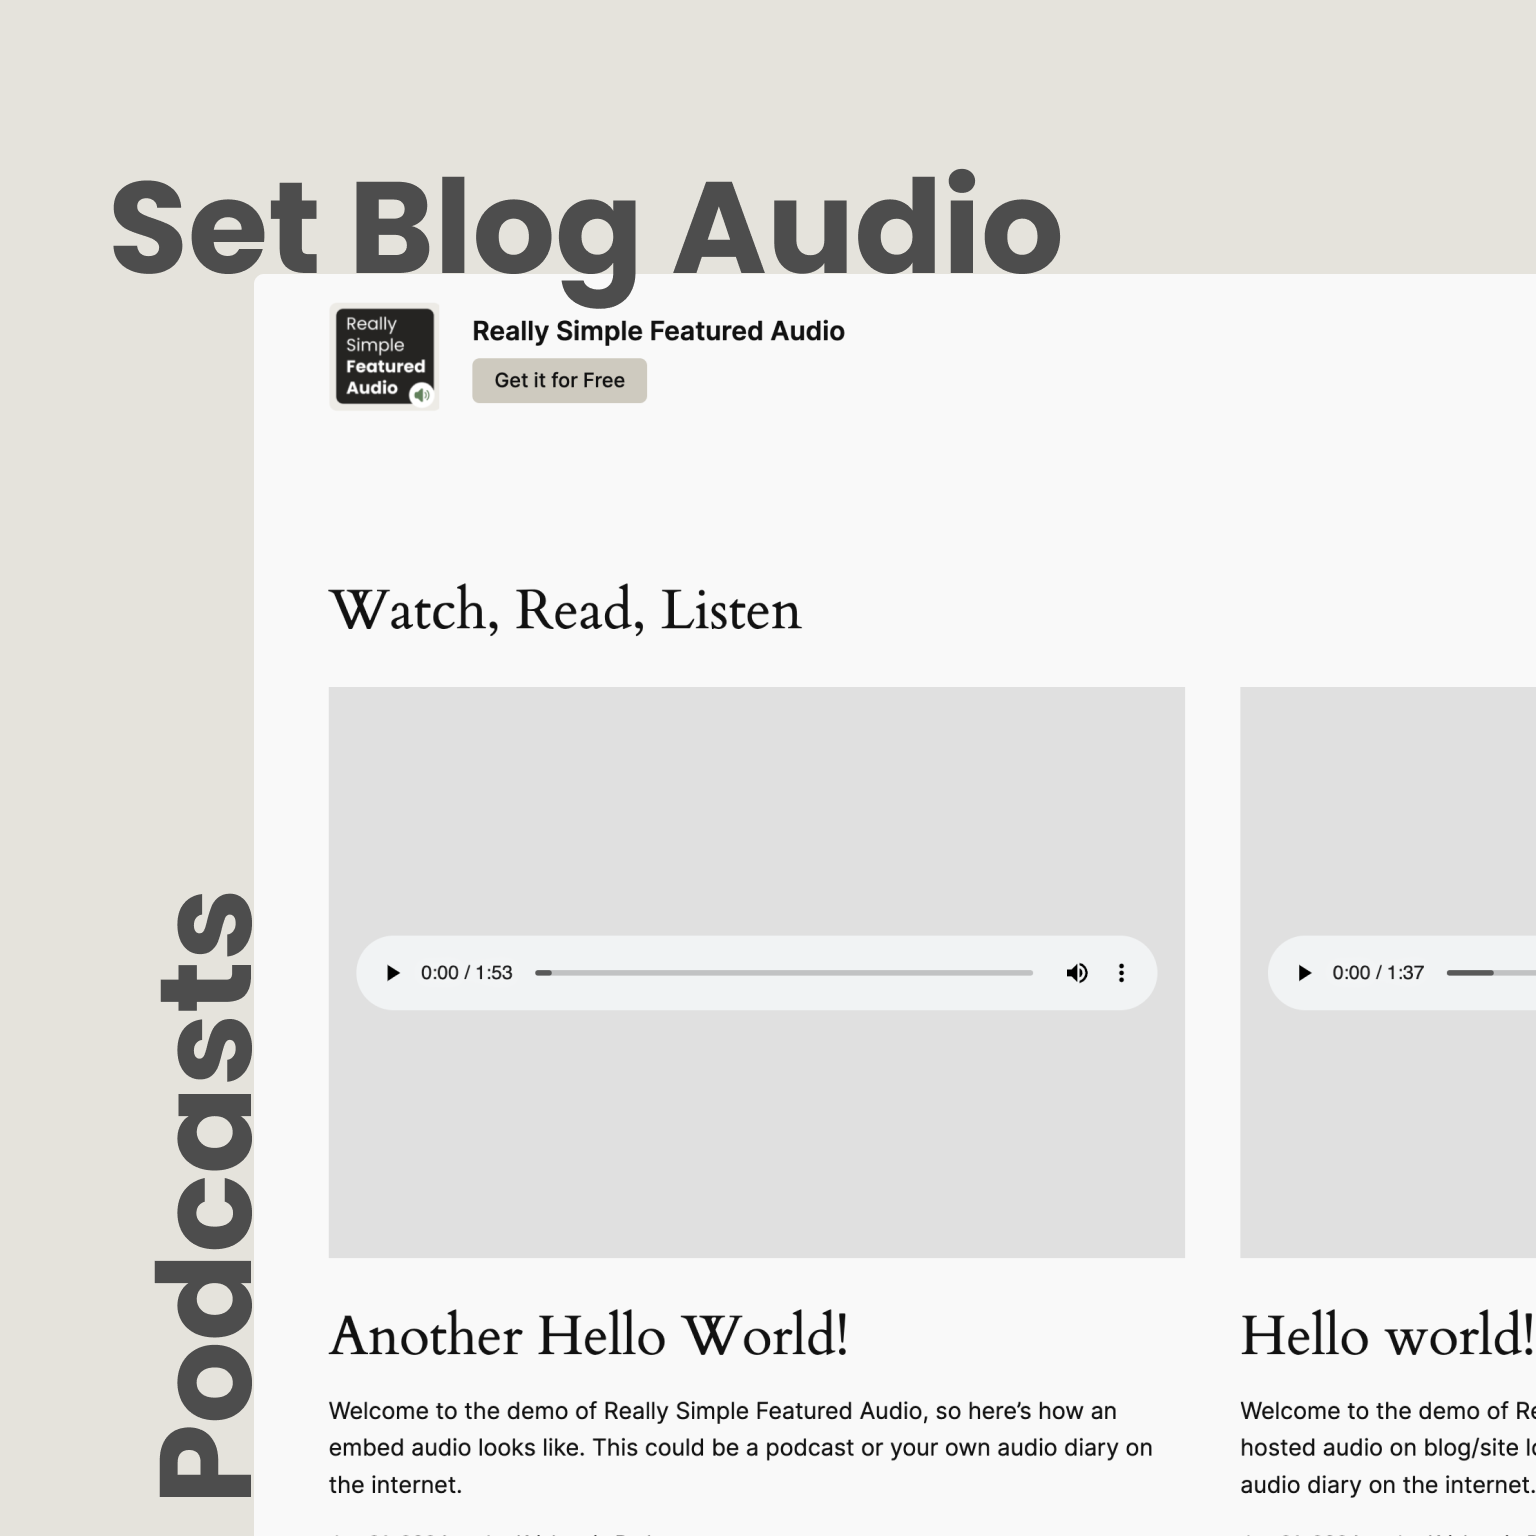 Set Blog Audio
Really
Simple
Featured
Audio
Really Simple Featured Audio
Get it for Free
Watch, Read, Listen
0:00 / 1:53
0:00 / 1:37
Podcasts
Another Hello World!
Welcome to the demo of Really Simple Featured Audio, so here’s how an
embed audio looks like. This could be a podcast or your own audio diary on
the internet.
Hello world!
Welcome to the demo of
hosted audio on blog/site
audio diary on the internet.